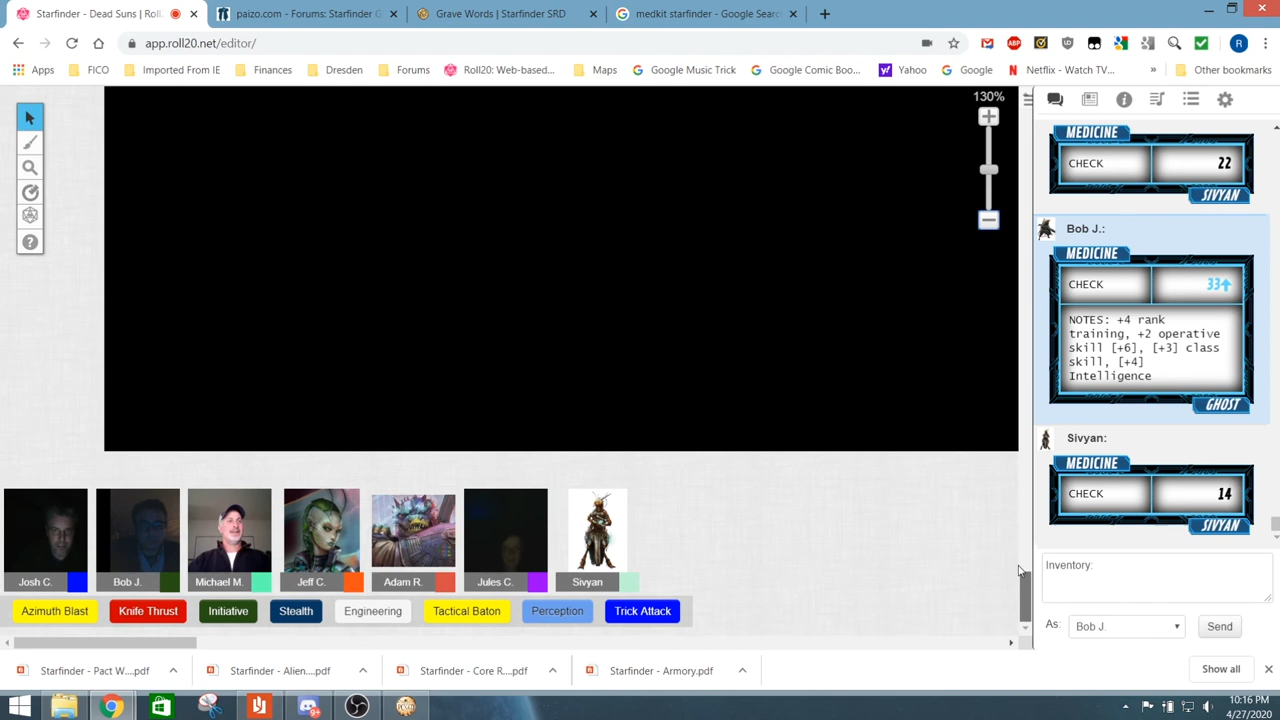 Starfinder - Dead Suns | Roll.
paizo.com - Forums: Starfinder G
Grave Words | Starfinder SRD
medkit starfinder - Google Searc
app.roll20.net/editor/
Apps
FICO
Imported From IE
Finances
Dresden
Forums
Roll20: Web-based...
Maps
Google Music Trick
Google Comic Boo...
Yahoo
Google
Netflix - Watch TV...
»
Other bookmarks
130%
MEDICINE
CHECK
22
SIVYAN
Bob J.:
MEDICINE
CHECK
33
NOTES: +4 rank
training, +2 operative
skill [+6], [+3] class
skill, [+4]
Intelligence
GHOST
Sivyan:
MEDICINE
CHECK
14
SIVYAN
Josh C.
Bob J.
Michael M.
Jeff C.
Adam R.
Jules C.
Sivyan
Azimuth Blast
Knife Thrust
Initiative
Stealth
Engineering
Tactical Baton
Perception
Trick Attack
Inventory:
As:
Bob J.
Send
Starfinder - Pact W....pdf
Starfinder - Alien....pdf
Starfinder - Core R....pdf
Starfinder - Armory.pdf
Show all
10:16 PM
4/27/2020